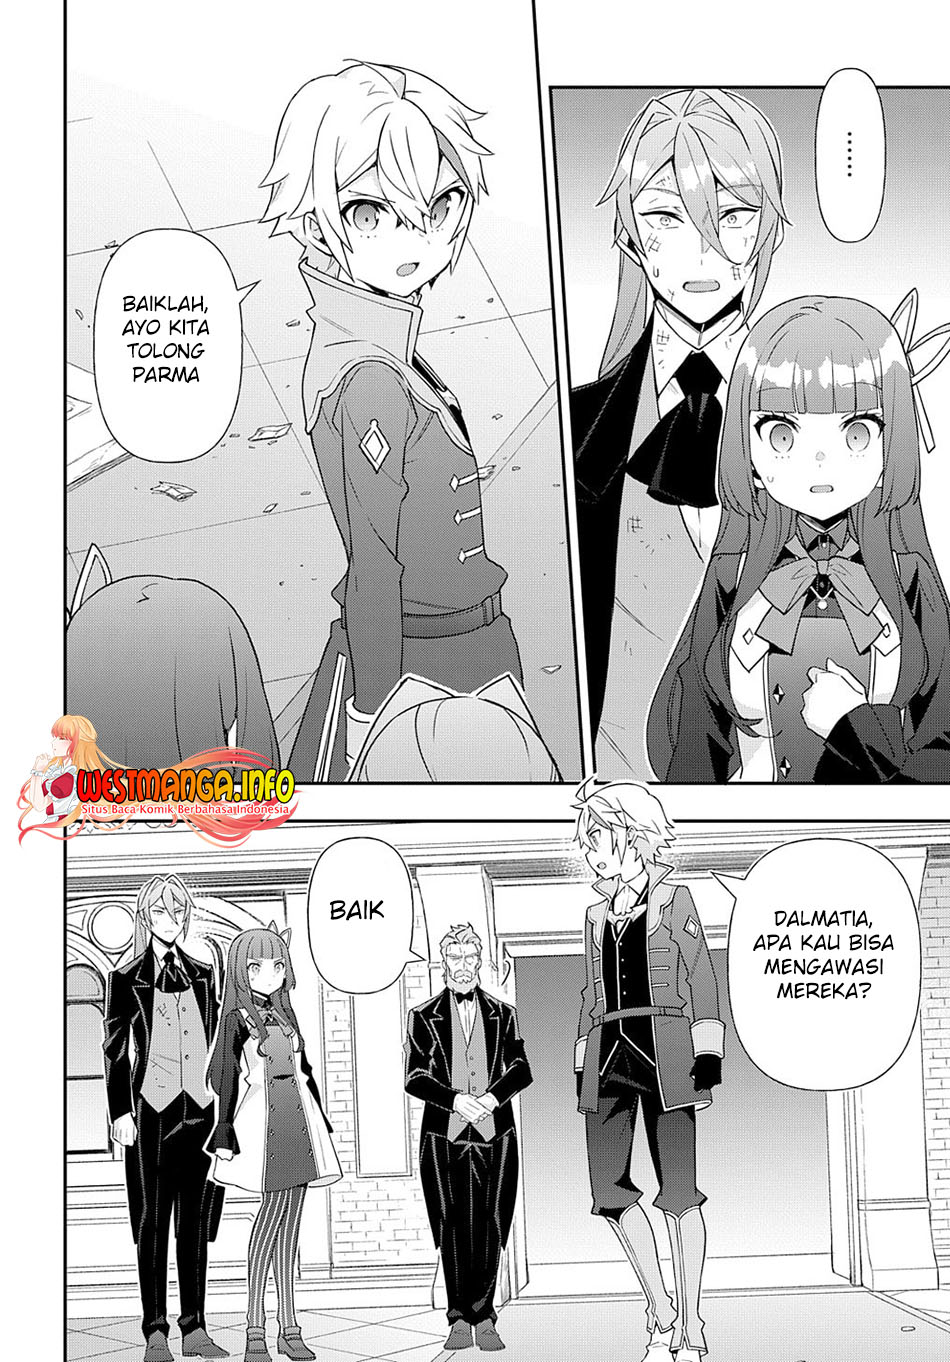 ........
BAIKLAH,
AYO KITA
TOLONG
PARMA
WESTMANGA.INFO
SITUS BACA KOMIK BERBAHASA INDONESIA
DALMATIA,
APA KAU BISA
MENGAWASI
MEREKA?
BAIK